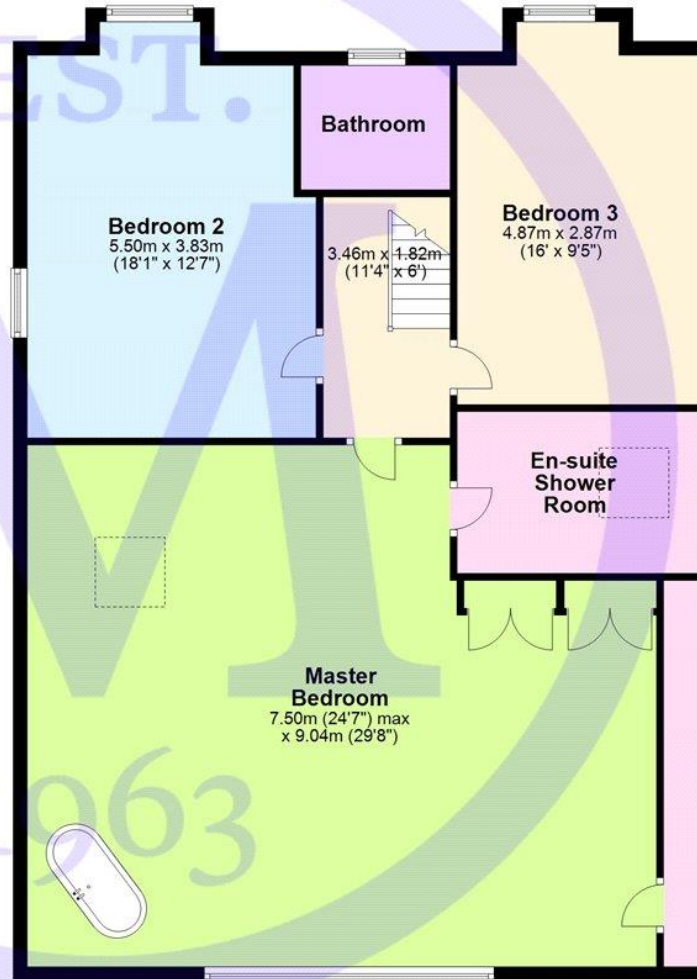 EST.
Bathroom
Bedroom 2
5.50m x 3.83m
(18'1" x 12'7")
3.46m x 1.82m
(11'4" x 6')
Bedroom 3
4.87m x 2.87m
(16' x 9'5")
En-suite
Shower
Room
Master
Bedroom
7.50m (24'7") max
x 9.04m (29'8")
M
1963